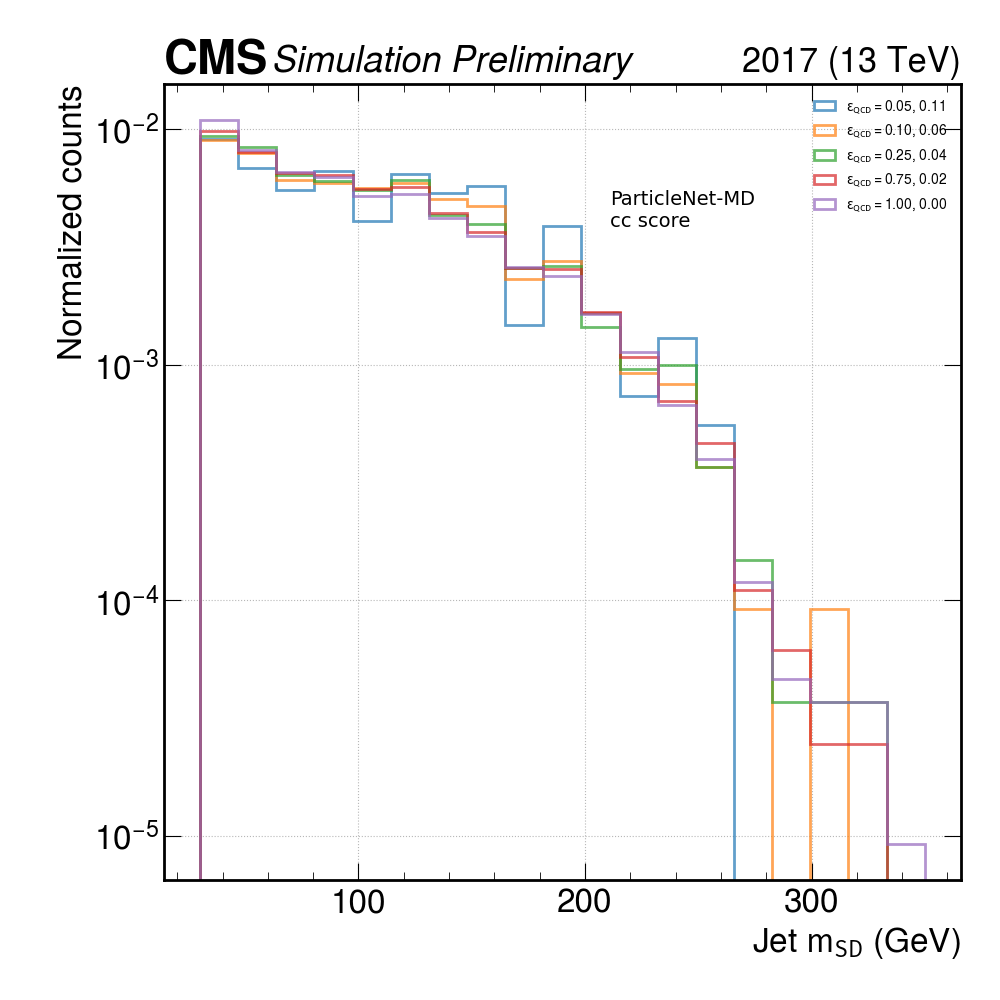 CMS Simulation Preliminary 2017 (13 TeV)
Normalized counts
10⁻²
10⁻³
10⁻⁴
10⁻⁵
ε_QCD = 0.05, 0.11
ε_QCD = 0.10, 0.06
ε_QCD = 0.25, 0.04
ε_QCD = 0.75, 0.02
ε_QCD = 1.00, 0.00
ParticleNet-MD
cc score
100 200 300
Jet m_SD (GeV)